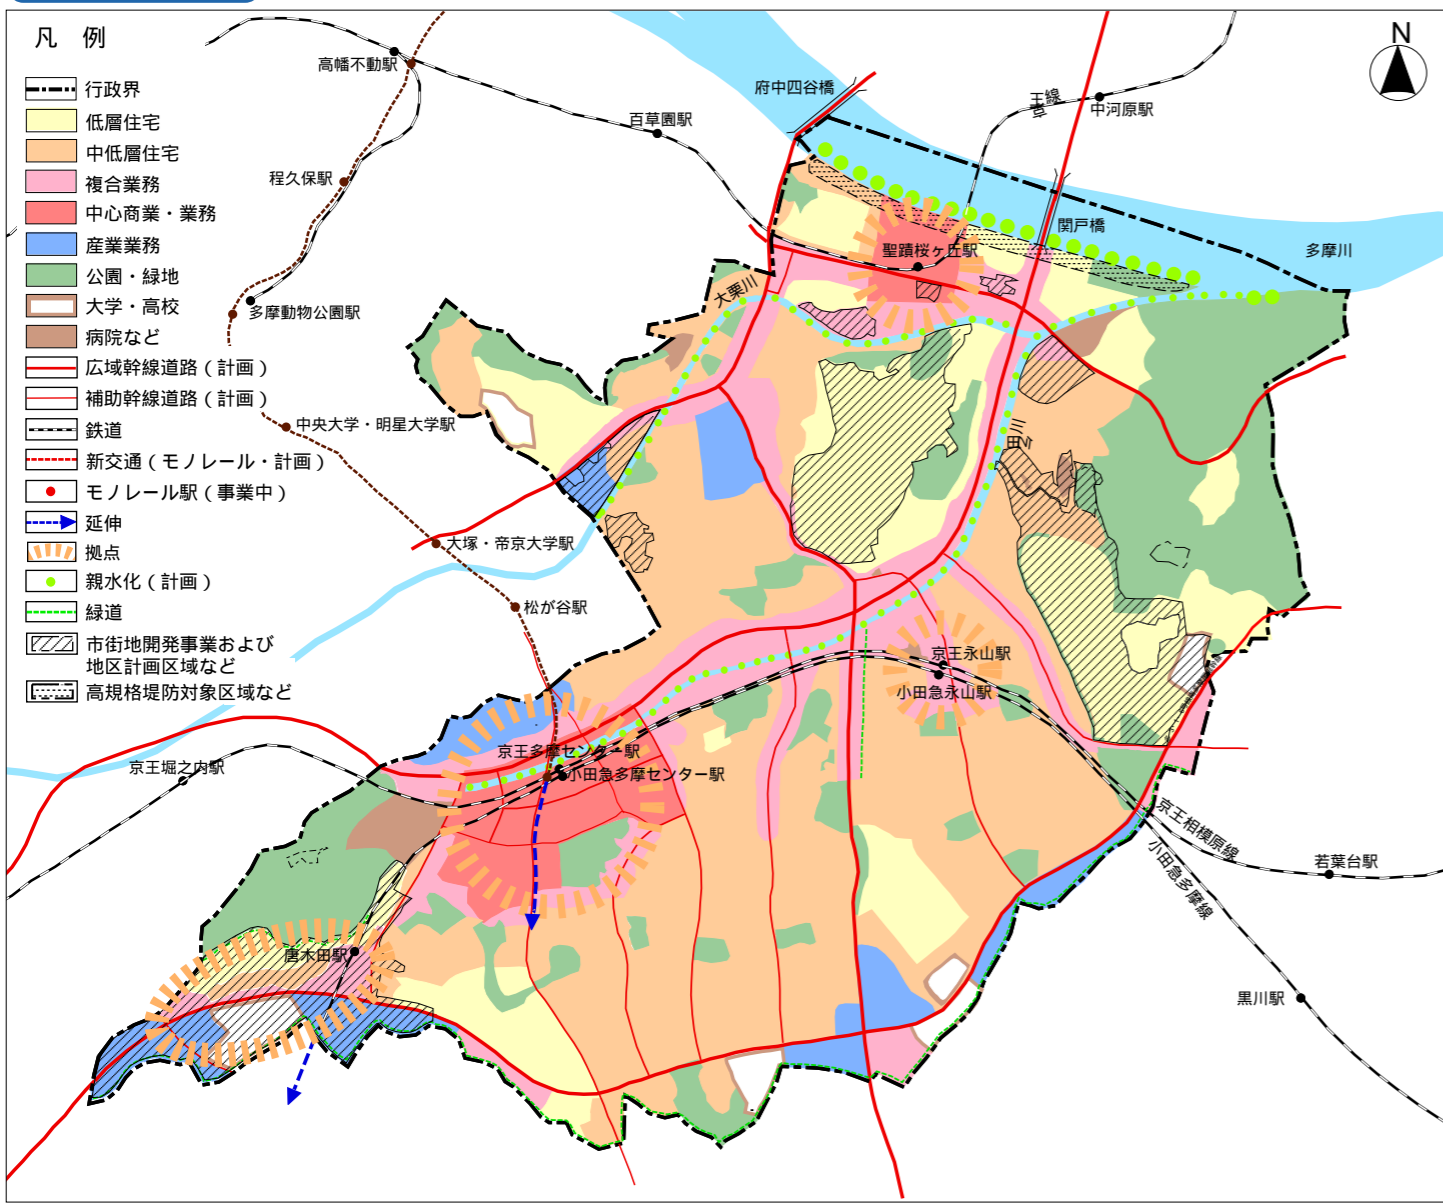 凡 例
行政界
低層住宅
中低層住宅
複合業務
中心商業・業務
産業業務
公園・緑地
大学・高校
病院など
広域幹線道路(計画)
補助幹線道路(計画)
鉄道
新交通(モノレール・計画)
モノレール駅(事業中)
延伸
拠点
親水化(計画)
緑道
市街地開発事業および
地区計画区域など
高規格堤防対象区域など
N
高幡不動駅
百草園駅
府中四谷橋
京王線
中河原駅
程久保駅
関戸橋
多摩川
聖蹟桜ヶ丘駅
大栗川
多摩動物公園駅
中央大学・明星大学駅
乞田川
大塚・帝京大学駅
松が谷駅
京王永山駅
小田急永山駅
京王多摩センター駅
小田急多摩センター駅
京王堀之内駅
京王相模原線
小田急多摩線
若葉台駅
唐木田駅
黒川駅